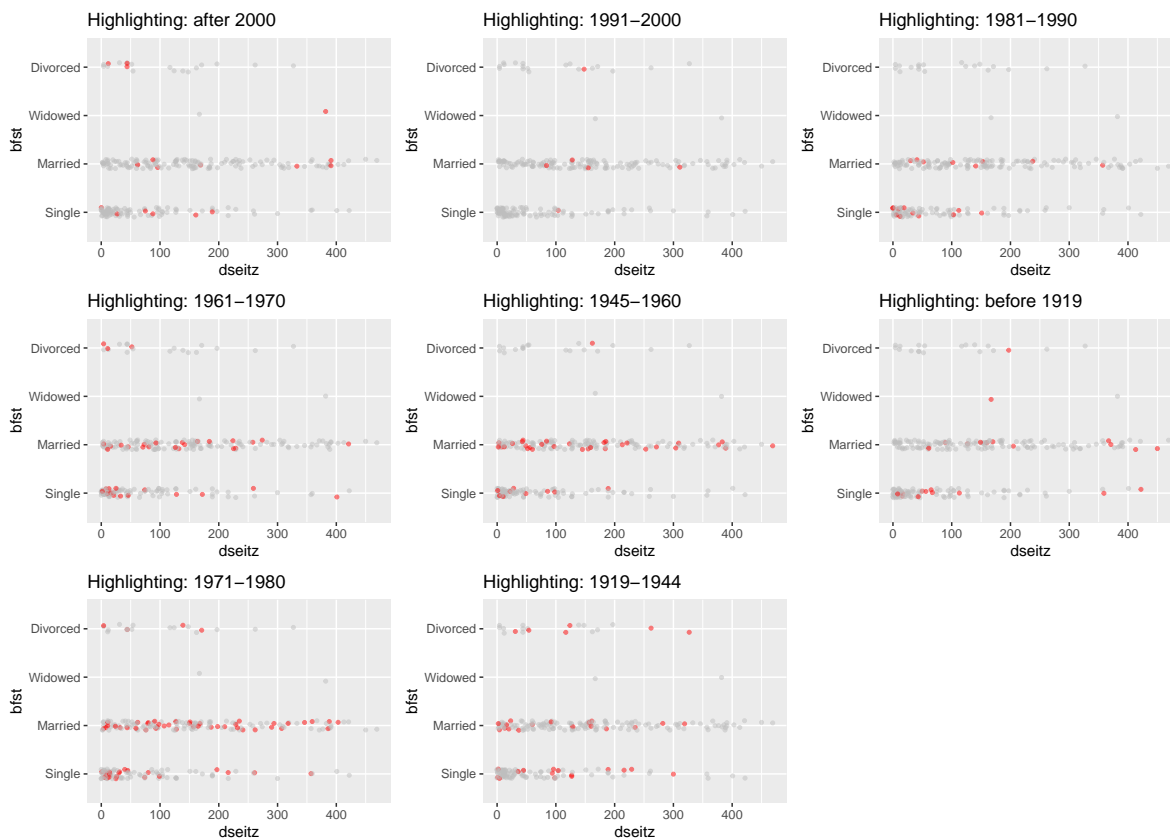 Highlighting: after 2000
Highlighting: 1991−2000
Highlighting: 1981−1990
Divorced
Widowed
Married
Single
bfst
0 100 200 300 400
dseitz
Divorced
Widowed
Married
Single
bfst
0 100 200 300 400
dseitz
Divorced
Widowed
Married
Single
bfst
0 100 200 300 400
dseitz
Highlighting: 1961−1970
Highlighting: 1945−1960
Highlighting: before 1919
Divorced
Widowed
Married
Single
bfst
0 100 200 300 400
dseitz
Divorced
Widowed
Married
Single
bfst
0 100 200 300 400
dseitz
Divorced
Widowed
Married
Single
bfst
0 100 200 300 400
dseitz
Highlighting: 1971−1980
Highlighting: 1919−1944
Divorced
Widowed
Married
Single
bfst
0 100 200 300 400
dseitz
Divorced
Widowed
Married
Single
bfst
0 100 200 300 400
dseitz